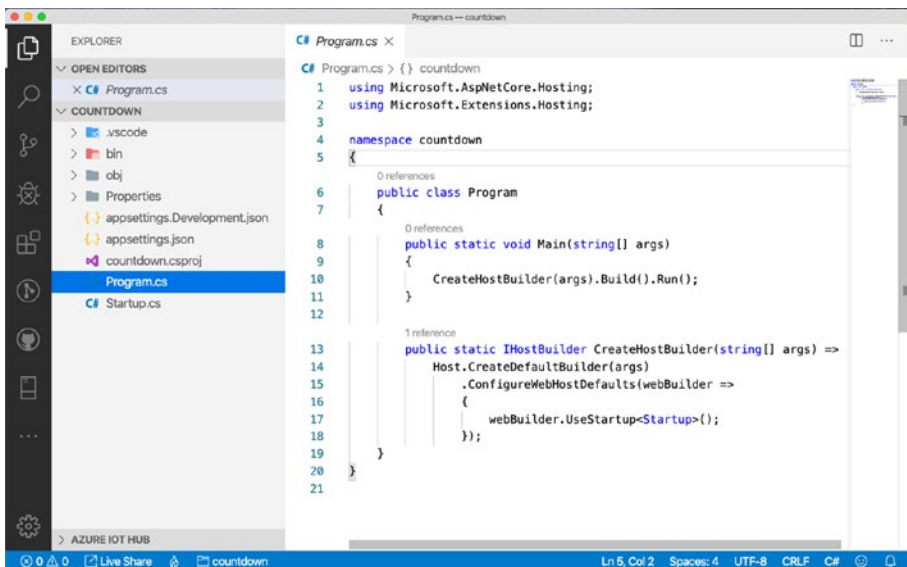 Program.cs — countdown
EXPLORER
OPEN EDITORS
C# Program.cs
COUNTDOWN
.vscode
bin
obj
Properties
{..} appsettings.Development.json
{..} appsettings.json
countdown.csproj
Program.cs
C# Startup.cs
AZURE IOT HUB
C# Program.cs
C# Program.cs > {} countdown
1 using Microsoft.AspNetCore.Hosting;
2 using Microsoft.Extensions.Hosting;
3
4 namespace countdown
5 {
0 references
6 public class Program
7 {
0 references
8 public static void Main(string[] args)
9 {
10 CreateHostBuilder(args).Build().Run();
11 }
12
1 reference
13 public static IHostBuilder CreateHostBuilder(string[] args) =>
14 Host.CreateDefaultBuilder(args)
15 .ConfigureWebHostDefaults(webBuilder =>
16 {
17 webBuilder.UseStartup<Startup>();
18 });
19 }
20 }
21
0 0 Live Share countdown Ln 5, Col 2 Spaces: 4 UTF-8 CRLF C#